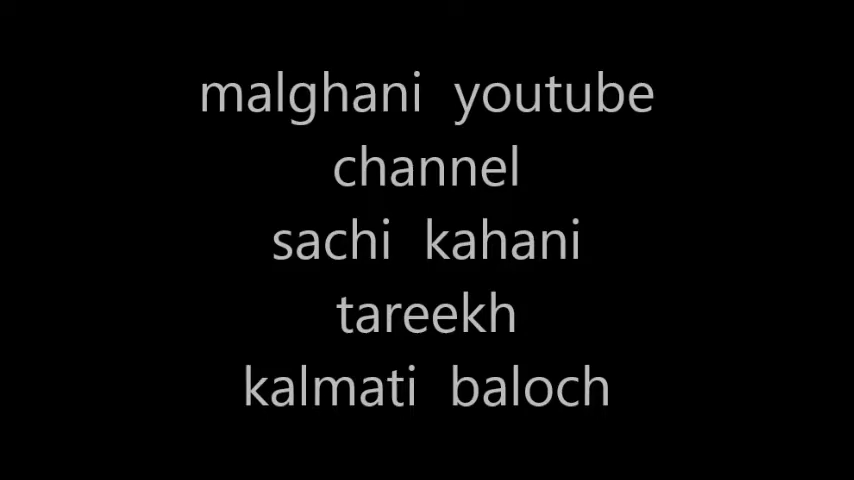 malghani youtube
channel
sachi kahani
tareekh
kalmati baloch